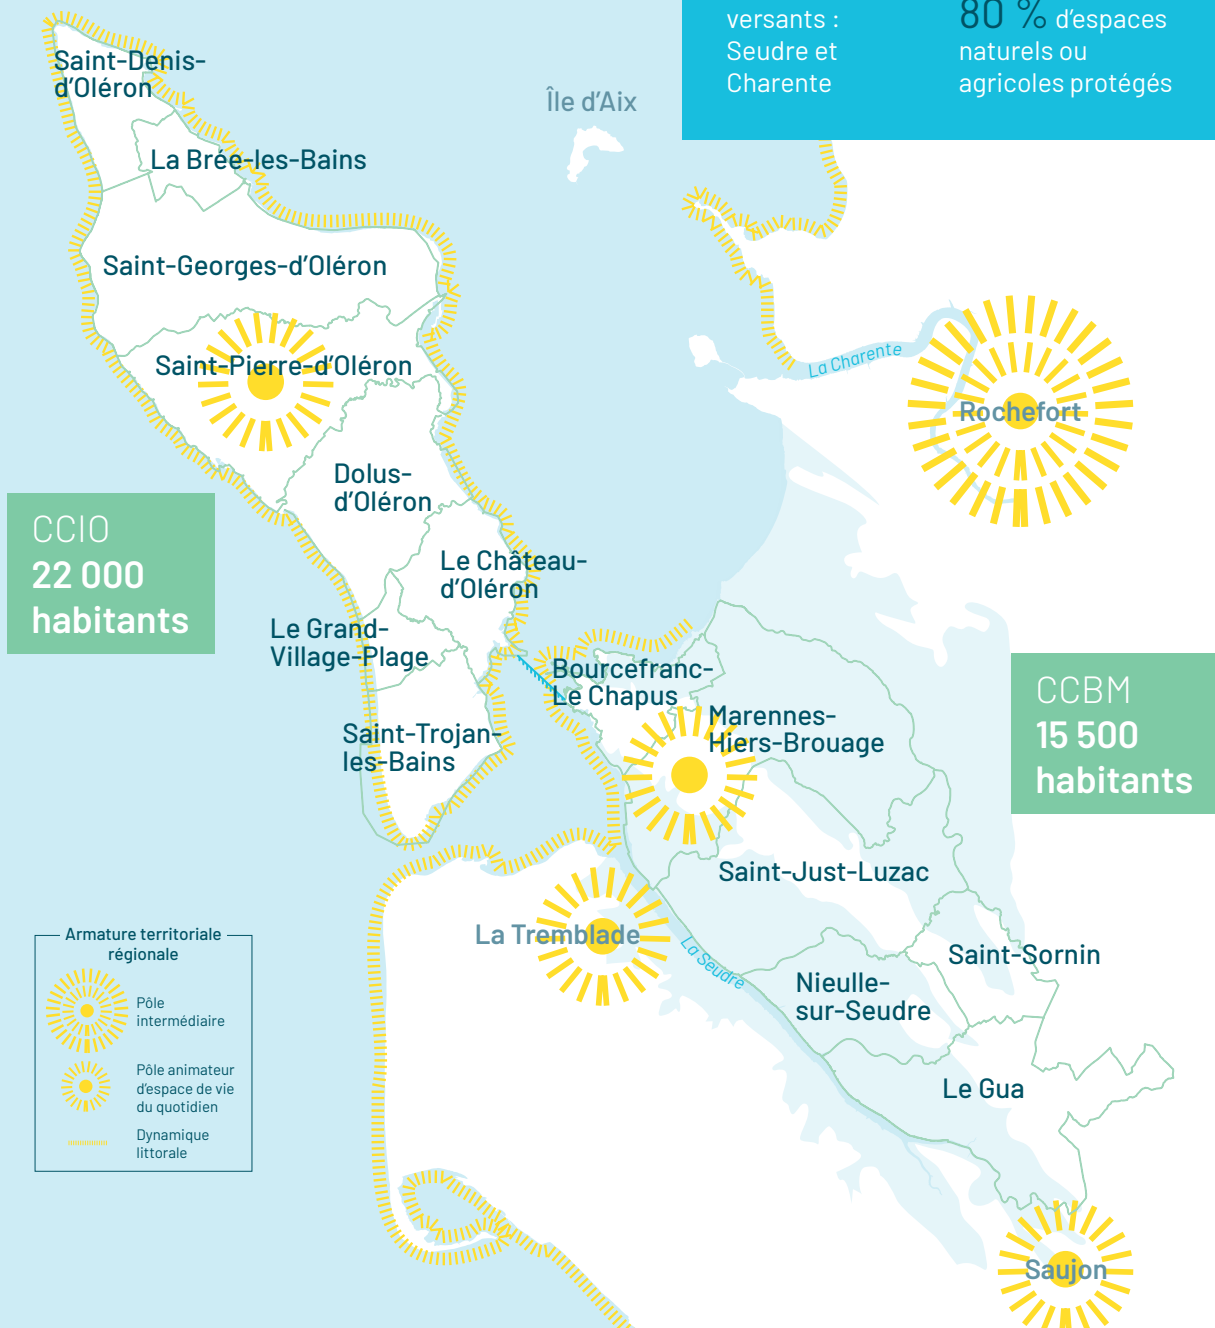 versants :
Seudre et
Charente
80 % d'espaces
naturels ou
agricoles protégés
Saint-Denis-
d'Oléron
Île d'Aix
La Brée-les-Bains
Saint-Georges-d'Oléron
La Charente
Saint-Pierre-d'Oléron
Rochefort
Dolus-
d'Oléron
CCIO
22 000
habitants
Le Château-
d'Oléron
Le Grand-
Village-Plage
Bourcefranc-
Le Chapus
CCBM
15 500
habitants
Marennes-
Hiers-Brouage
Saint-Trojan-
les-Bains
Saint-Just-Luzac
La Tremblade
La Seudre
Saint-Sornin
Nieulle-
sur-Seudre
Le Gua
Saujon
Armature territoriale
régionale
Pôle
intermédiaire
Pôle animateur
d'espace de vie
du quotidien
Dynamique
littorale